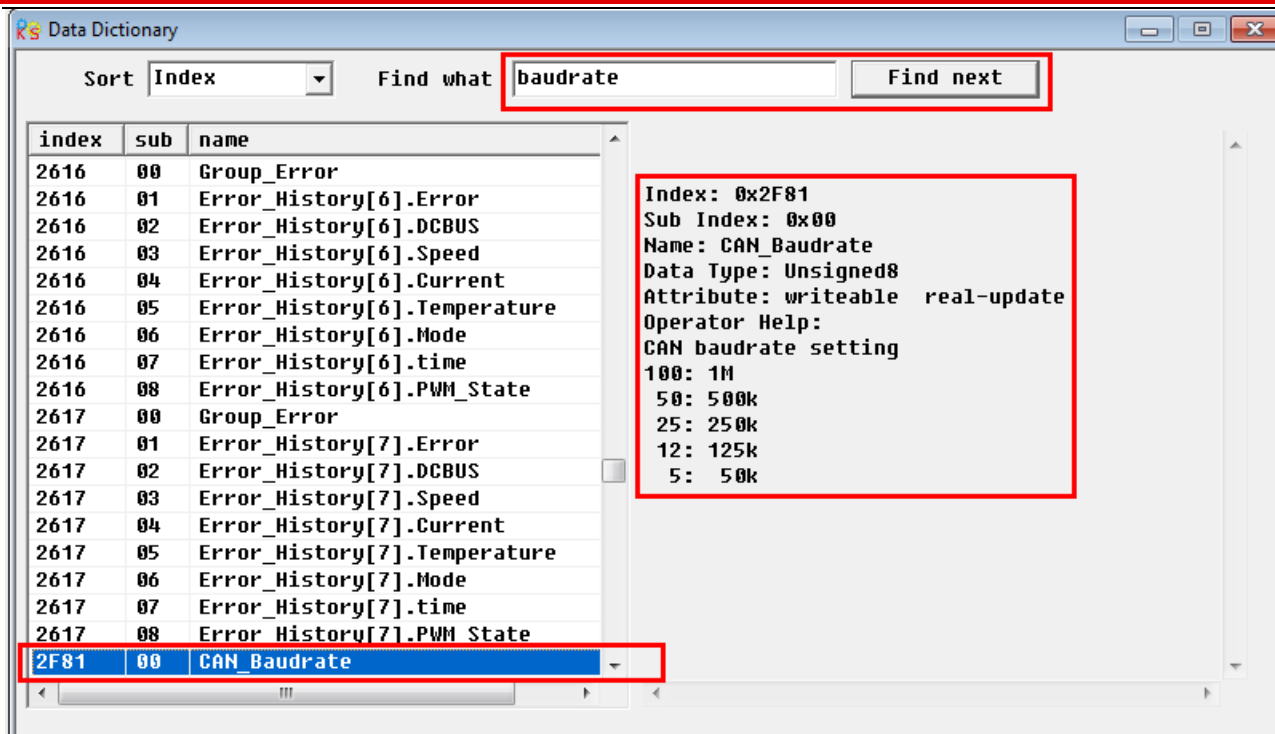 Data Dictionary
Sort Index Find what baudrate Find next
index sub name
2616 00 Group_Error
2616 01 Error_History[6].Error
2616 02 Error_History[6].DCBUS
2616 03 Error_History[6].Speed
2616 04 Error_History[6].Current
2616 05 Error_History[6].Temperature
2616 06 Error_History[6].Mode
2616 07 Error_History[6].time
2616 08 Error_History[6].PWM_State
2617 00 Group_Error
2617 01 Error_History[7].Error
2617 02 Error_History[7].DCBUS
2617 03 Error_History[7].Speed
2617 04 Error_History[7].Current
2617 05 Error_History[7].Temperature
2617 06 Error_History[7].Mode
2617 07 Error_History[7].time
2617 08 Error_History[7].PWM_State
2F81 00 CAN_Baudrate
Index: 0x2F81
Sub Index: 0x00
Name: CAN_Baudrate
Data Type: Unsigned8
Attribute: writeable real-update
Operator Help:
CAN baudrate setting
100: 1M
50: 500k
25: 250k
12: 125k
5: 50k